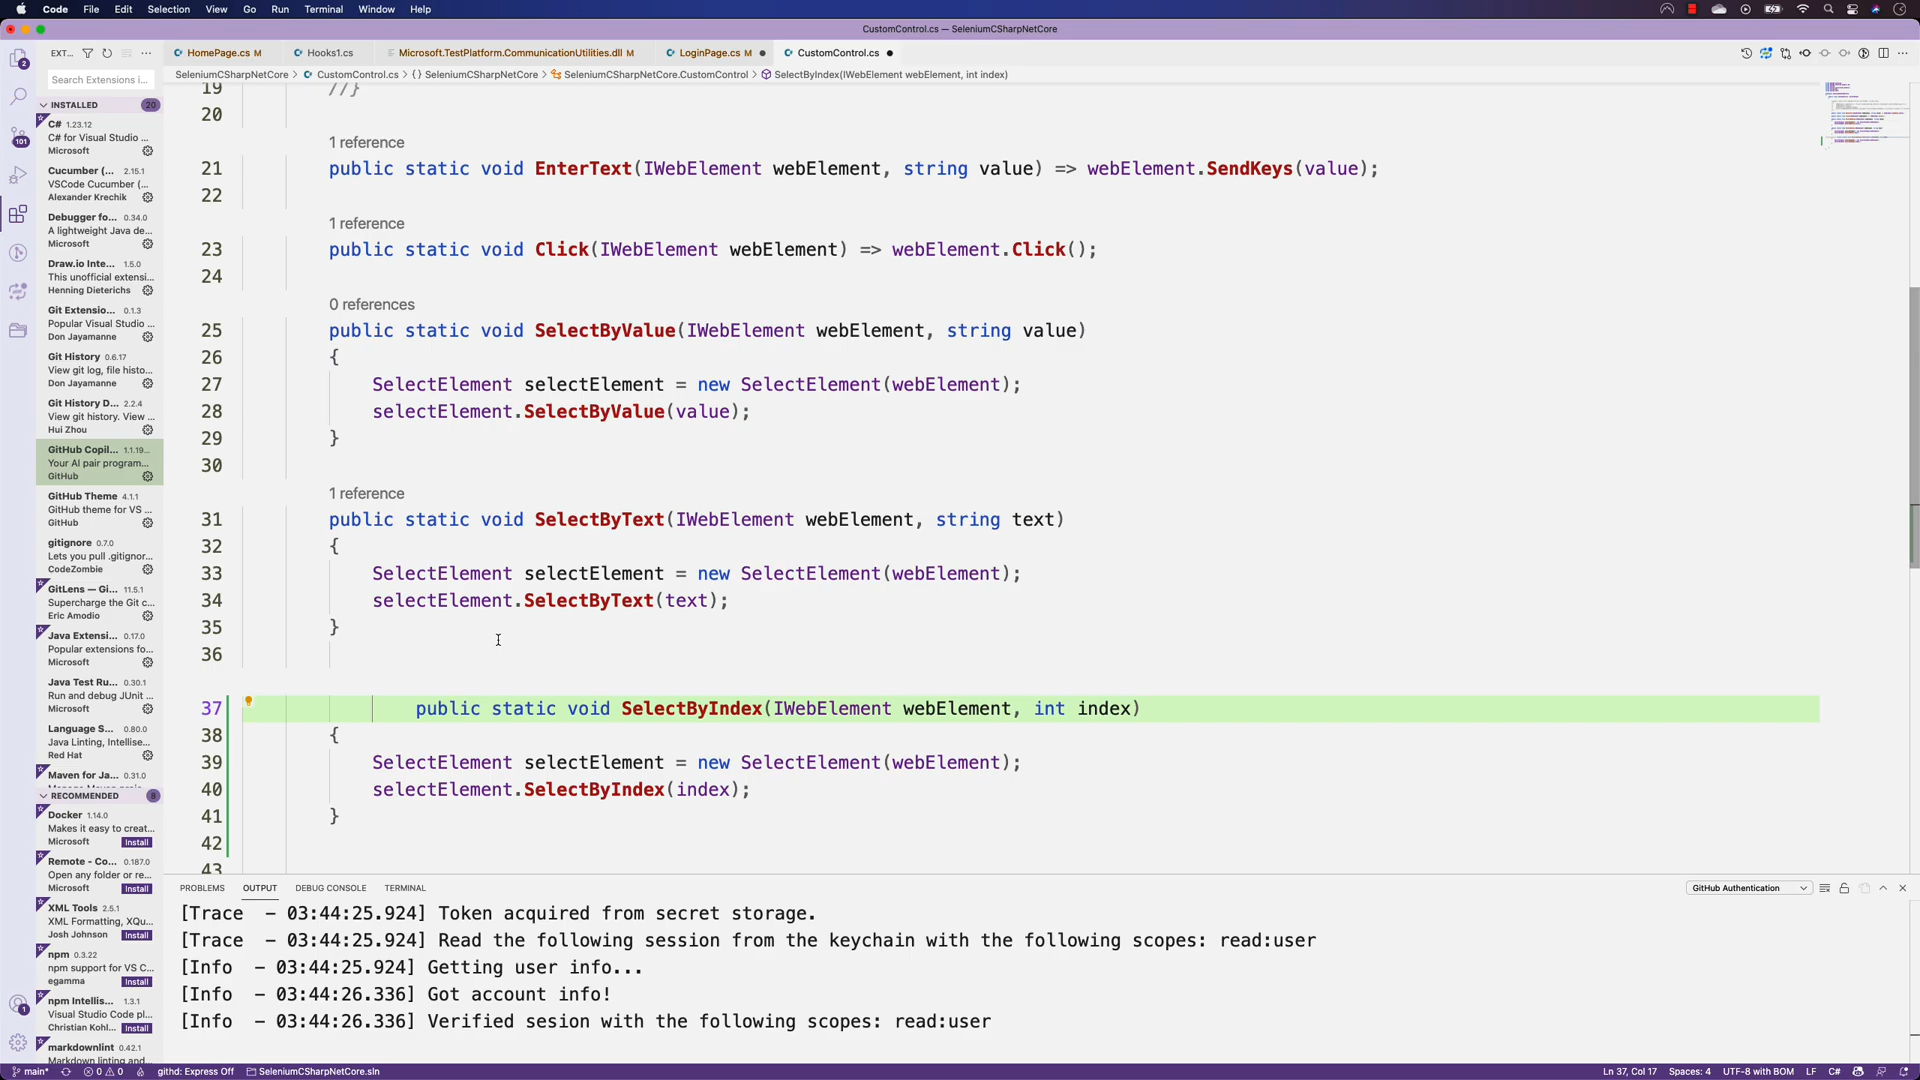 Code File Edit Selection View Go Run Terminal Window Help
CustomControl.cs — SeleniumCSharpNetCore
EXT...
HomePage.cs M
Hooks1.cs
Microsoft.TestPlatform.CommunicationUtilities.dll M
LoginPage.cs M
CustomControl.cs
SeleniumCSharpNetCore > CustomControl.cs > {} SeleniumCSharpNetCore > SeleniumCSharpNetCore.CustomControl > SelectByIndex(IWebElement webElement, int index)
Search Extensions i...
INSTALLED 20
C# 1.23.12
C# for Visual Studio ...
Microsoft
Cucumber (... 2.15.1
VSCode Cucumber (...
Alexander Krechik
Debugger fo... 0.34.0
A lightweight Java de...
Microsoft
Draw.io Inte... 1.5.0
This unofficial extensi...
Henning Dieterichs
Git Extensio... 0.1.3
Popular Visual Studio ...
Don Jayamanne
Git History 0.6.17
View git log, file histo...
Don Jayamanne
Git History D... 2.2.4
View git history. View ...
Hui Zhou
GitHub Copil... 1.1.19...
Your AI pair program...
GitHub
GitHub Theme 4.1.1
GitHub theme for VS ...
GitHub
gitignore 0.7.0
Lets you pull .gitignor...
CodeZombie
GitLens — Gi... 11.5.1
Supercharge the Git c...
Eric Amodio
Java Extensi... 0.17.0
Popular extensions fo...
Microsoft
Java Test Ru... 0.30.1
Run and debug JUnit ...
Microsoft
Language S... 0.80.0
Java Linting, Intellise...
Red Hat
Maven for Ja... 0.31.0
RECOMMENDED 8
Docker 1.14.0
Makes it easy to creat...
Microsoft Install
Remote - Co... 0.187.0
Open any folder or re...
Microsoft Install
XML Tools 2.5.1
XML Formatting, XQu...
Josh Johnson Install
npm 0.3.22
npm support for VS C...
egamma Install
npm Intellis... 1.3.1
Visual Studio Code pl...
Christian Kohl... Install
markdownlint 0.42.1
Markdown linting and...
2
101
1
19 //}
20
1 reference
21 public static void EnterText(IWebElement webElement, string value) => webElement.SendKeys(value);
22
1 reference
23 public static void Click(IWebElement webElement) => webElement.Click();
24
0 references
25 public static void SelectByValue(IWebElement webElement, string value)
26 {
27 SelectElement selectElement = new SelectElement(webElement);
28 selectElement.SelectByValue(value);
29 }
30
1 reference
31 public static void SelectByText(IWebElement webElement, string text)
32 {
33 SelectElement selectElement = new SelectElement(webElement);
34 selectElement.SelectByText(text);
35 }
36
37 public static void SelectByIndex(IWebElement webElement, int index)
38 {
39 SelectElement selectElement = new SelectElement(webElement);
40 selectElement.SelectByIndex(index);
41 }
42
43
PROBLEMS OUTPUT DEBUG CONSOLE TERMINAL
GitHub Authentication
[Trace - 03:44:25.924] Token acquired from secret storage.
[Trace - 03:44:25.924] Read the following session from the keychain with the following scopes: read:user
[Info - 03:44:25.924] Getting user info...
[Info - 03:44:26.336] Got account info!
[Info - 03:44:26.336] Verified sesion with the following scopes: read:user
main* 0 0 githd: Express Off SeleniumCSharpNetCore.sln
Ln 37, Col 17 Spaces: 4 UTF-8 with BOM LF C#